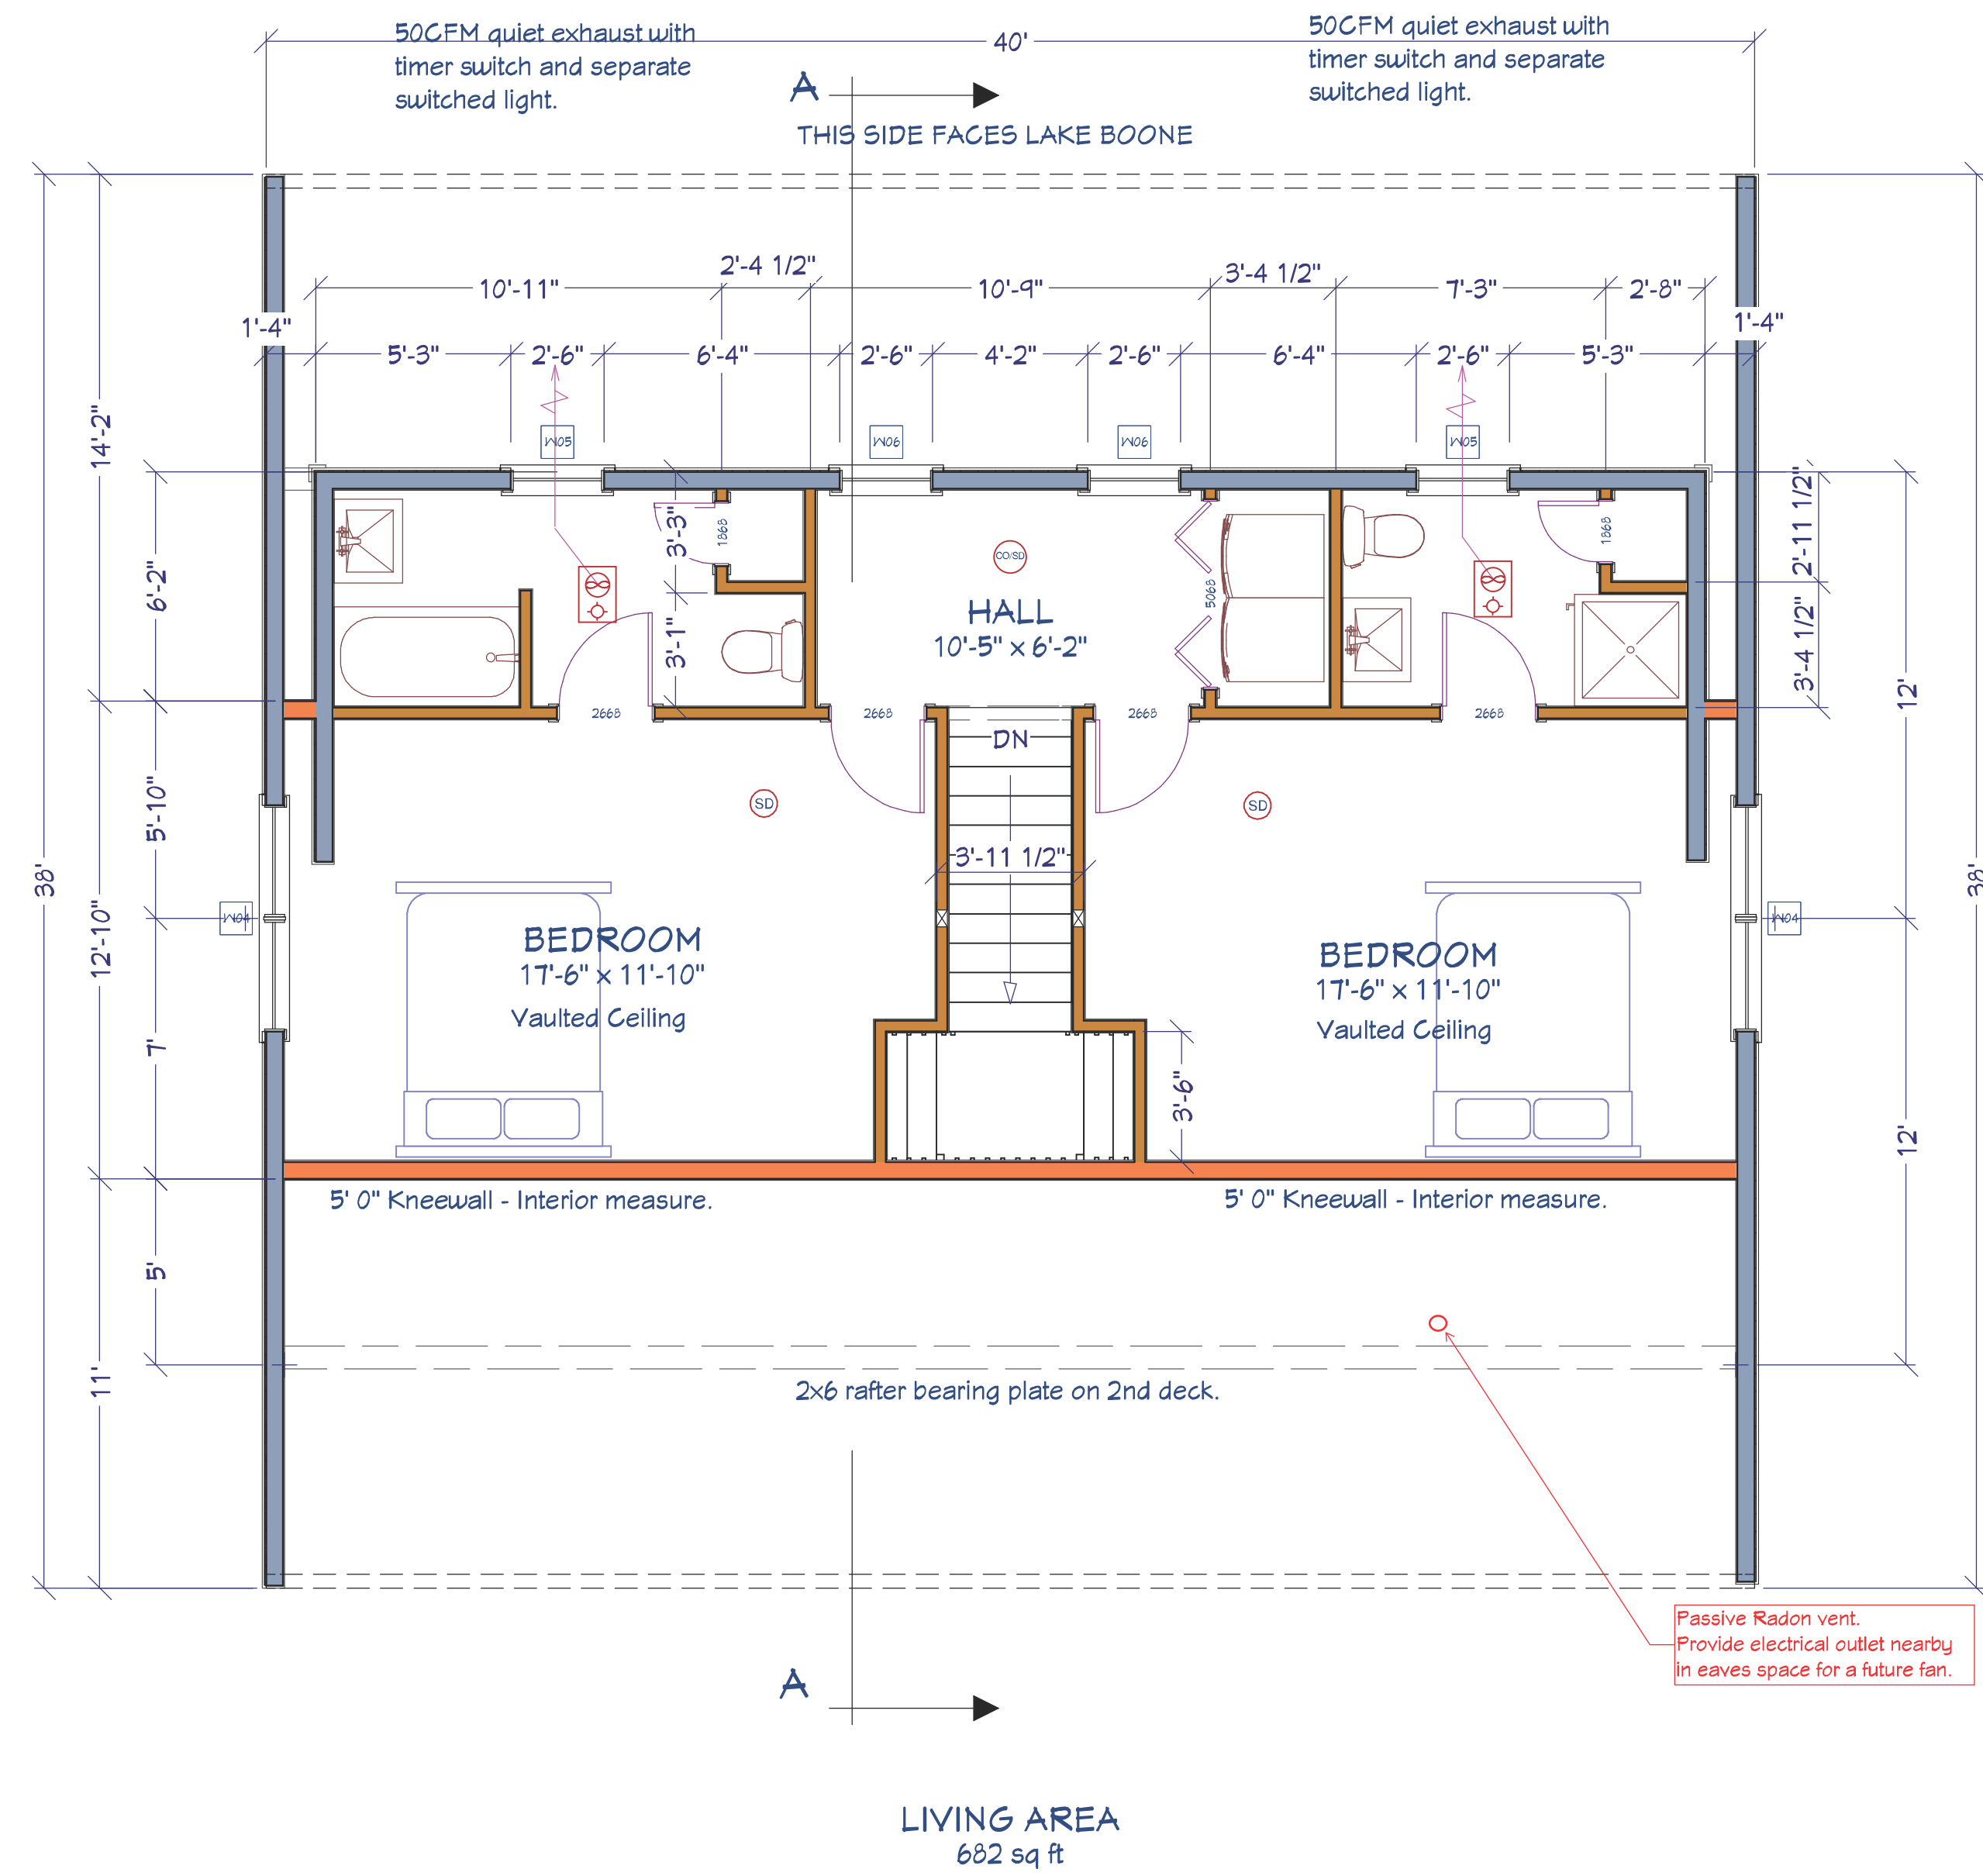 50CFM quiet exhaust with
timer switch and separate
switched light.
40'
50CFM quiet exhaust with
timer switch and separate
switched light.
A
THIS SIDE FACES LAKE BOONE
10'-11"
2'-4 1/2"
10'-9"
3'-4 1/2"
7'-3"
2'-8"
1'-4"
1'-4"
5'-3"
2'-6"
6'-4"
2'-6"
4'-2"
2'-6"
6'-4"
2'-6"
5'-3"
W05
W06
W06
W05
14'-2"
6'-2"
3'-3"
1868
CO/SD
5068
1868
2'-11 1/2"
HALL
10'-5" x 6'-2"
3'-1"
3'-4 1/2"
12'
2668
2668
2668
2668
DN
5'-10"
SD
SD
3'-11 1/2"
38'
38'
W04
W04
12'-10"
BEDROOM
17'-6" x 11'-10"
Vaulted Ceiling
BEDROOM
17'-6" x 11'-10"
Vaulted Ceiling
7'
3'-6"
12'
5' 0" Kneewall - Interior measure.
5' 0" Kneewall - Interior measure.
5'
11'
2x6 rafter bearing plate on 2nd deck.
Passive Radon vent.
Provide electrical outlet nearby
in eaves space for a future fan.
A
LIVING AREA
682 sq ft